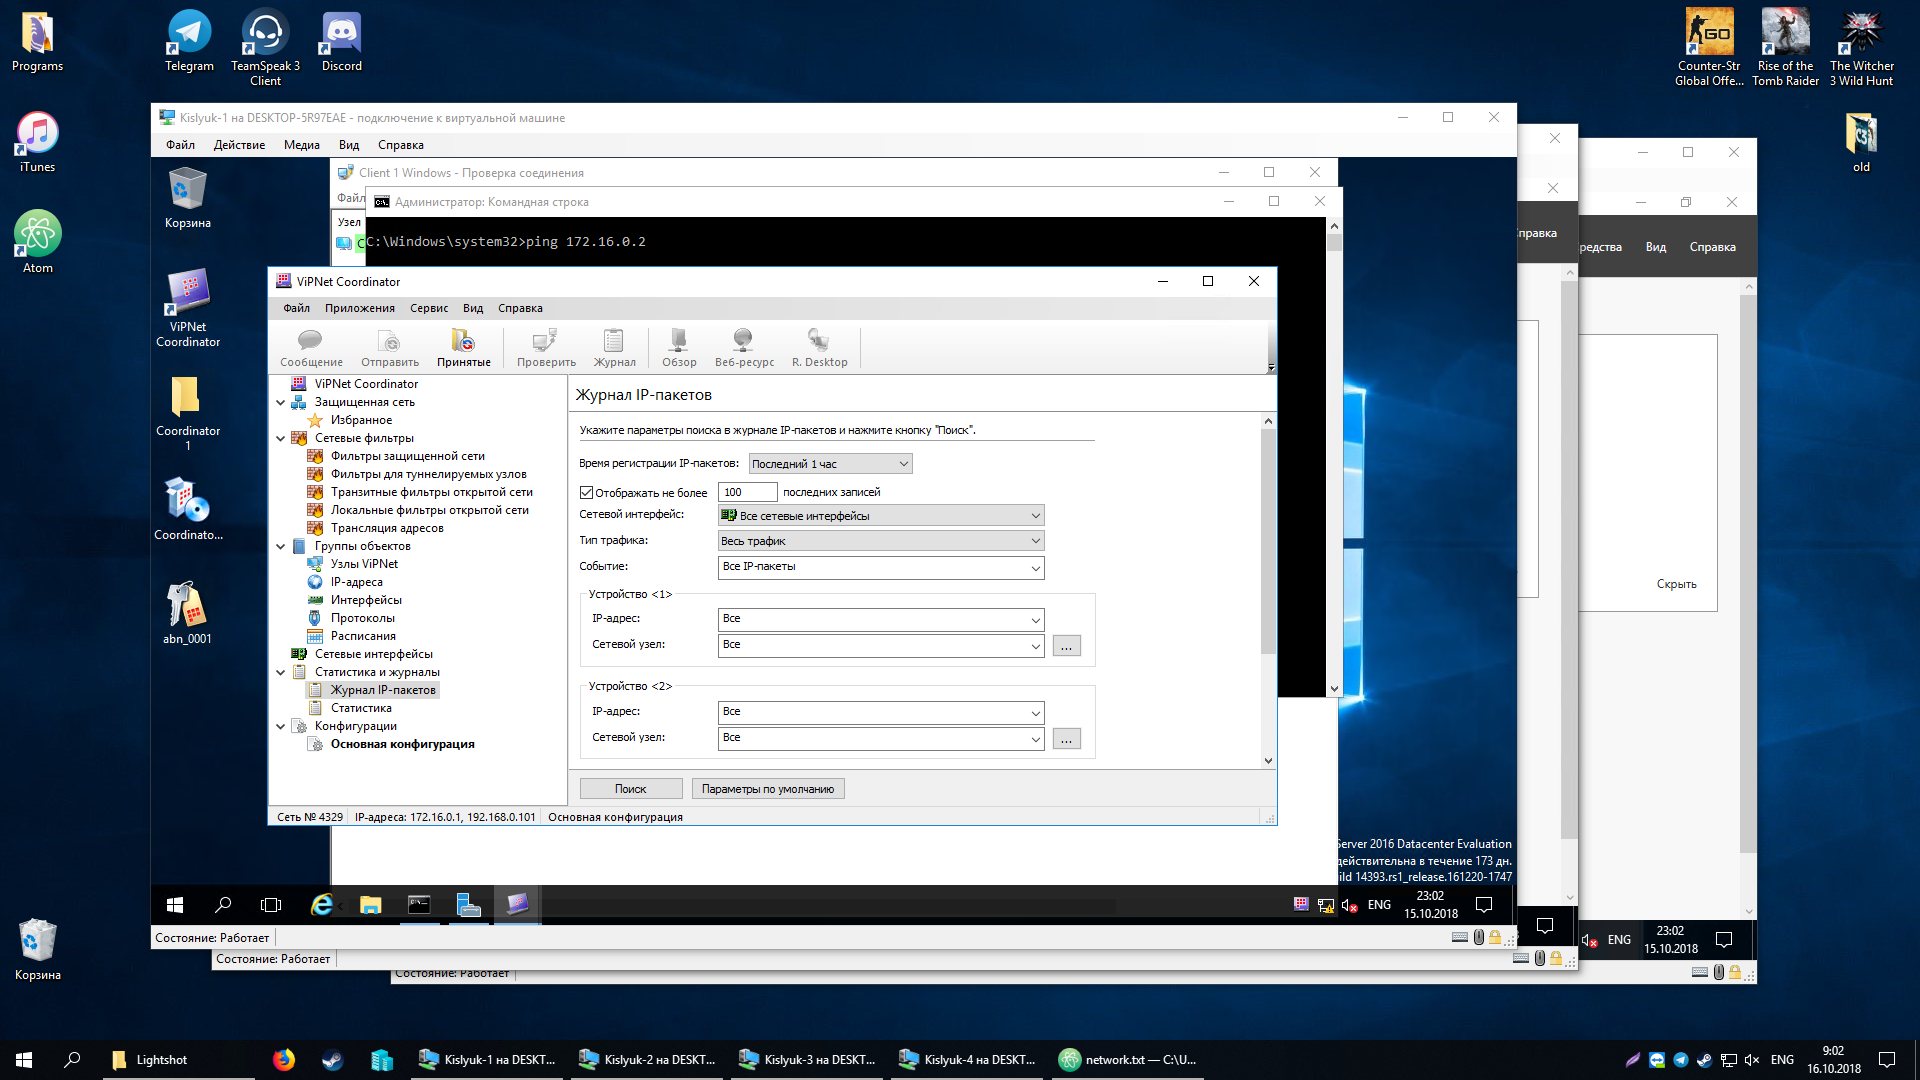 Programs
Telegram
TeamSpeak 3
Client
Discord
Counter-Str
Global Offe...
Rise of the
Tomb Raider
The Witcher
3 Wild Hunt
iTunes
old
Atom
Корзина
Kislyuk-1 на DESKTOP-5R97EAE - подключение к виртуальной машине
Файл Действие Медиа Вид Справка
Корзина
ViPNet
Coordinator
Coordinator
1
Coordinato...
abn_0001
Client 1 Windows - Проверка соединения
Файл
Узел
Администратор: Командная строка
C:\Windows\system32>ping 172.16.0.2
ViPNet Coordinator
Файл Приложения Сервис Вид Справка
Сообщение Отправить Принятые Проверить Журнал Обзор Веб-ресурс R. Desktop
ViPNet Coordinator
Защищенная сеть
Избранное
Сетевые фильтры
Фильтры защищенной сети
Фильтры для туннелируемых узлов
Транзитные фильтры открытой сети
Локальные фильтры открытой сети
Трансляция адресов
Группы объектов
Узлы ViPNet
IP-адреса
Интерфейсы
Протоколы
Расписания
Сетевые интерфейсы
Статистика и журналы
Журнал IP-пакетов
Статистика
Конфигурации
Основная конфигурация
Журнал IP-пакетов
Укажите параметры поиска в журнале IP-пакетов и нажмите кнопку "Поиск".
Время регистрации IP-пакетов: Последний 1 час
Отображать не более 100 последних записей
Сетевой интерфейс: Все сетевые интерфейсы
Тип трафика: Весь трафик
Событие: Все IP-пакеты
Устройство <1>
IP-адрес: Все
Сетевой узел: Все ...
Устройство <2>
IP-адрес: Все
Сетевой узел: Все ...
Поиск Параметры по умолчанию
Сеть № 4329 IP-адреса: 172.16.0.1, 192.168.0.101 Основная конфигурация
Server 2016 Datacenter Evaluation
действительна в течение 173 дн.
ild 14393.rs1_release.161220-1747
ENG 23:02
15.10.2018
Состояние: Работает
Справка
редства Вид Справка
Скрыть
ENG 23:02
15.10.2018
Состояние: Работает
Состояние: Работает
Lightshot
Kislyuk-1 на DESKT...
Kislyuk-2 на DESKT...
Kislyuk-3 на DESKT...
Kislyuk-4 на DESKT...
network.txt — C:\U...
ENG 9:02
16.10.2018